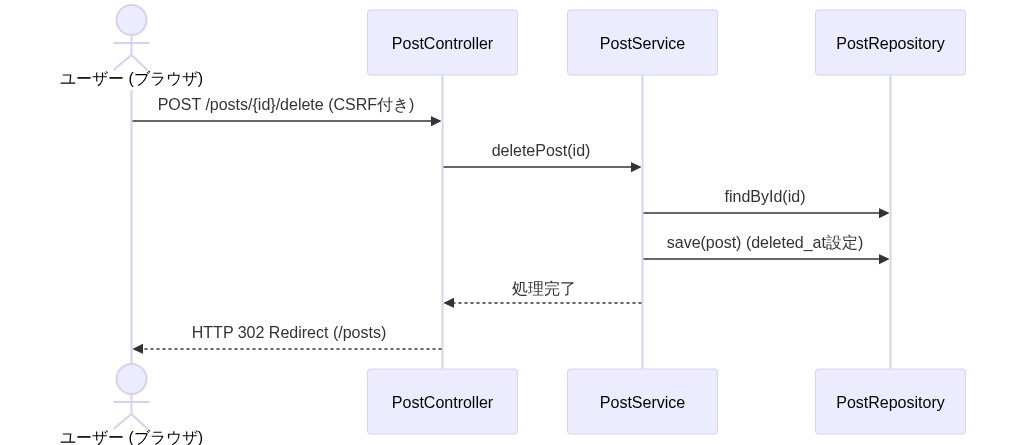 PostController
PostService
PostRepository
ユーザー (ブラウザ)
POST /posts/{id}/delete (CSRF付き)
deletePost(id)
findById(id)
save(post) (deleted_at設定)
処理完了
HTTP 302 Redirect (/posts)
PostController
PostService
PostRepository
ユーザー (ブラウザ)